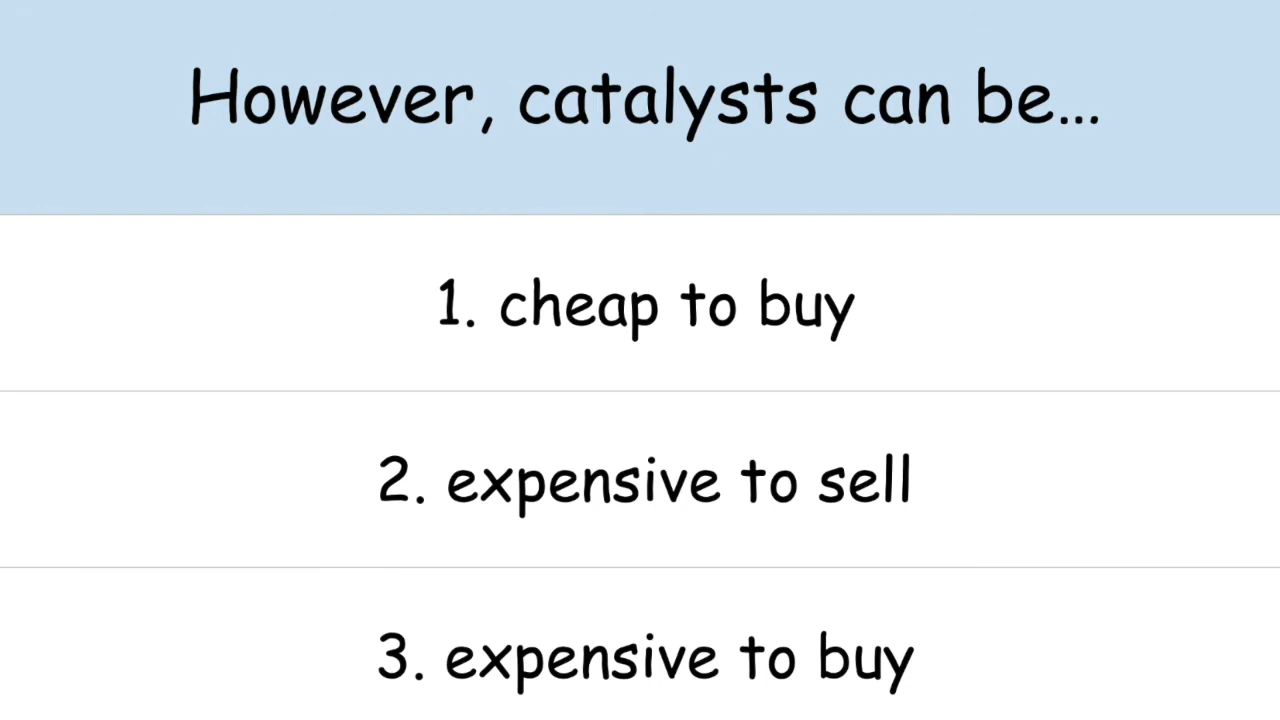 However, catalysts can be...
1. cheap to buy
2. expensive to sell
3. expensive to buy